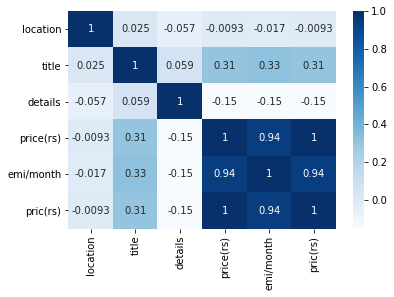 location 1 0.025 -0.057 -0.0093 -0.017 -0.0093
title 0.025 1 0.059 0.31 0.33 0.31
details -0.057 0.059 1 -0.15 -0.15 -0.15
price(rs) -0.0093 0.31 -0.15 1 0.94 1
emi/month -0.017 0.33 -0.15 0.94 1 0.94
pric(rs) -0.0093 0.31 -0.15 1 0.94 1
location title details price(rs) emi/month pric(rs)
1.0
0.8
0.6
0.4
0.2
0.0